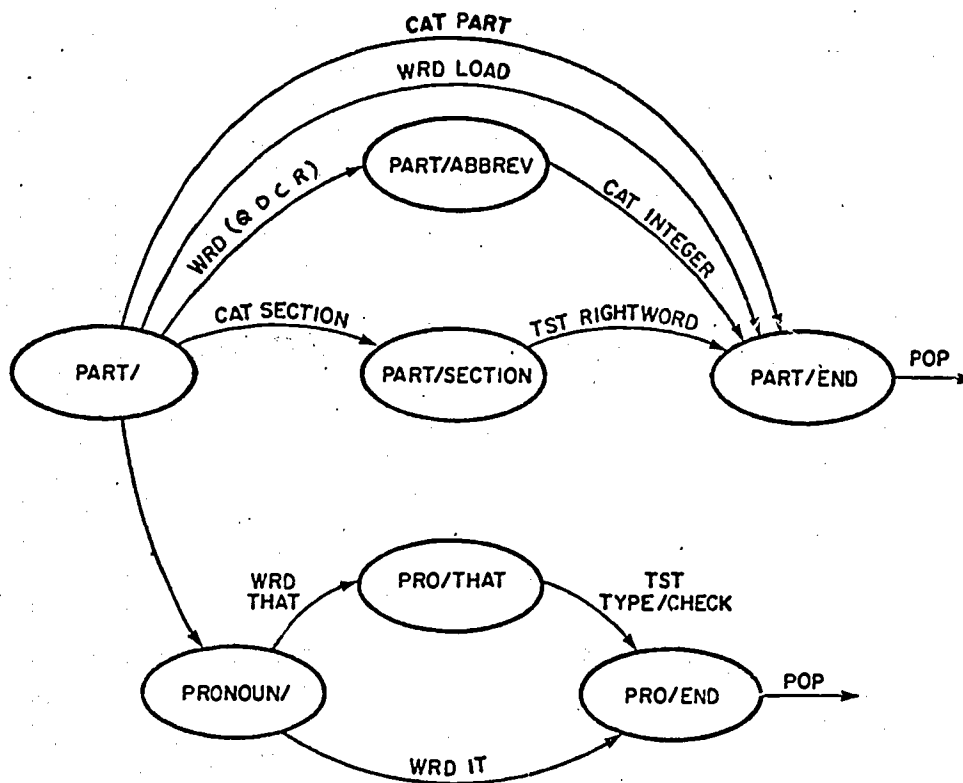 CAT PART
WRD LOAD
PART/ABBREV
WRD (Q D C R)
CAT INTEGER
CAT SECTION
TST RIGHTWORD
PART/
PART/SECTION
PART/END
POP
WRD
THAT
PRO/THAT
TST
TYPE/CHECK
PRONOUN/
PRO/END
POP
WRD IT